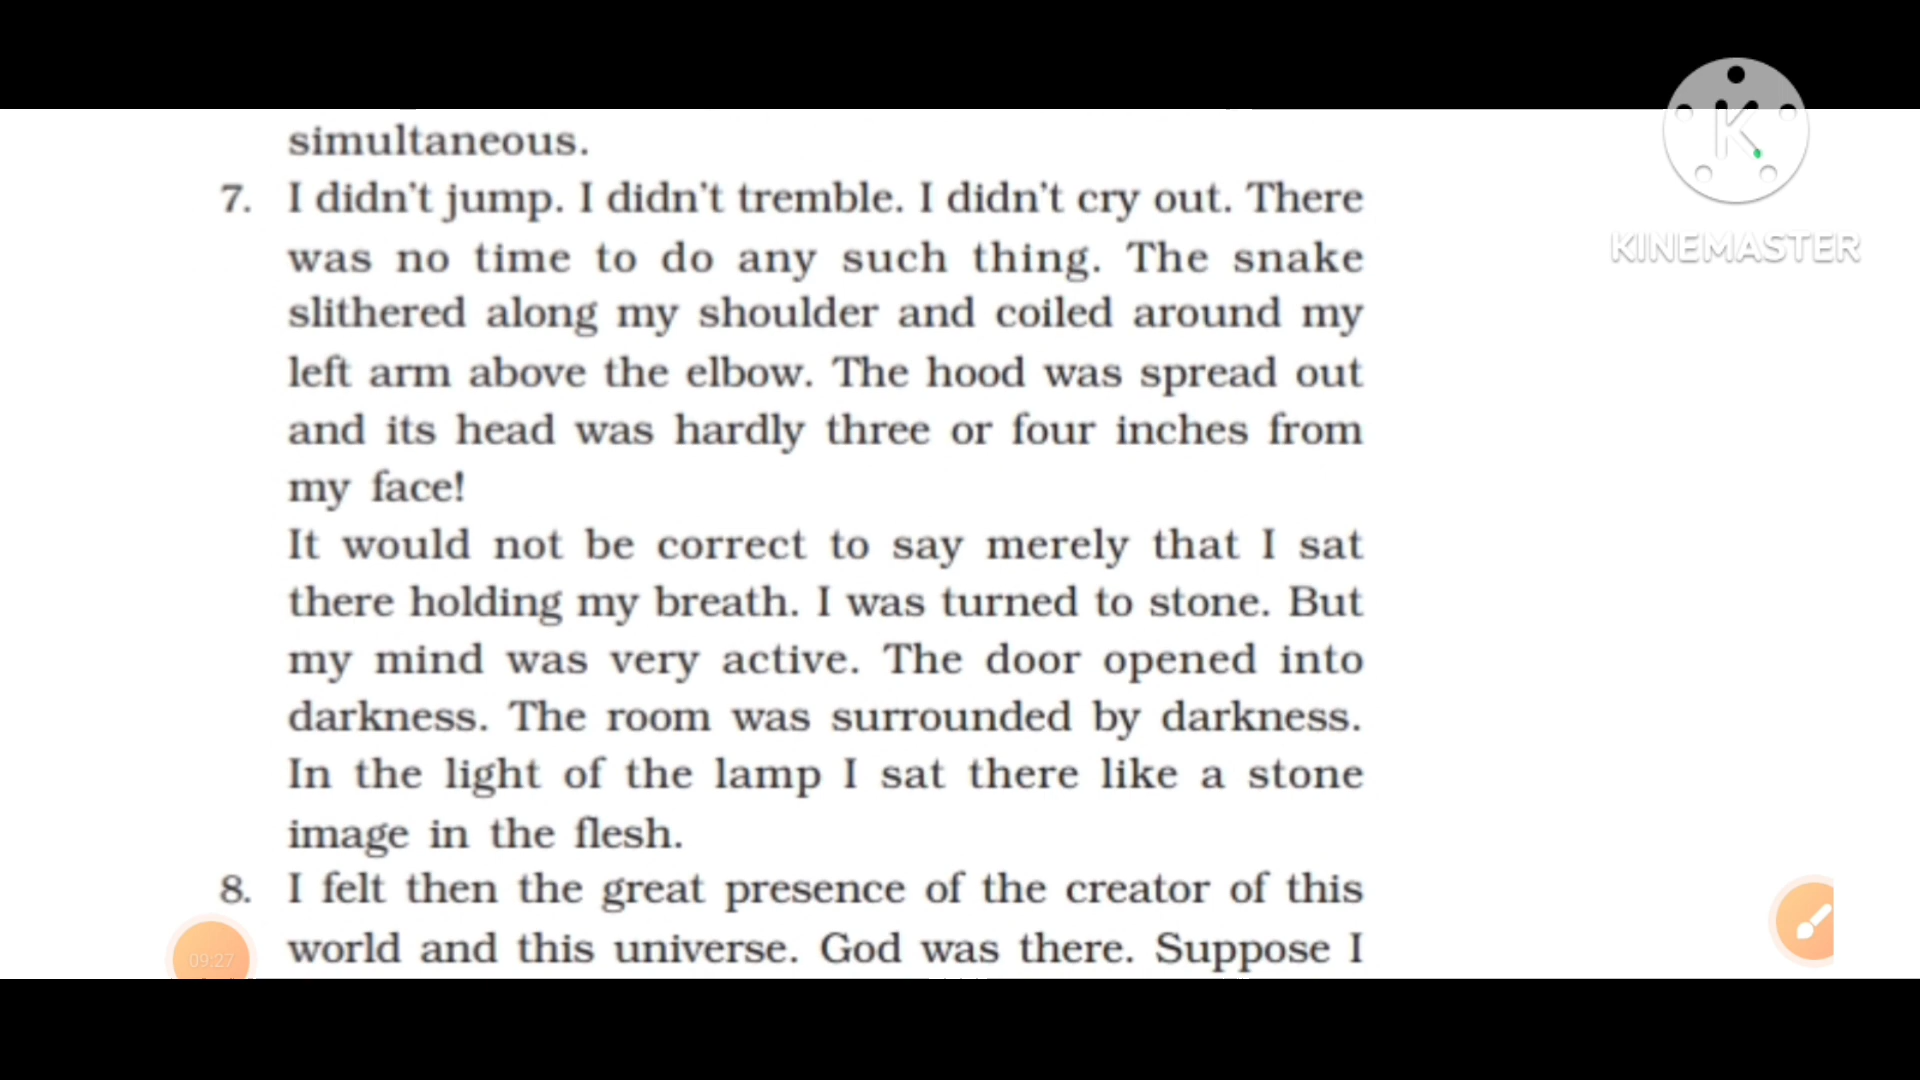 simultaneous.
7. I didn't jump. I didn't tremble. I didn't cry out. There
was no time to do any such thing. The snake
slithered along my shoulder and coiled around my
left arm above the elbow. The hood was spread out
and its head was hardly three or four inches from
my face!
It would not be correct to say merely that I sat
there holding my breath. I was turned to stone. But
my mind was very active. The door opened into
darkness. The room was surrounded by darkness.
In the light of the lamp I sat there like a stone
image in the flesh.
8. I felt then the great presence of the creator of this
world and this universe. God was there. Suppose I
K
KINEMASTER
09:27